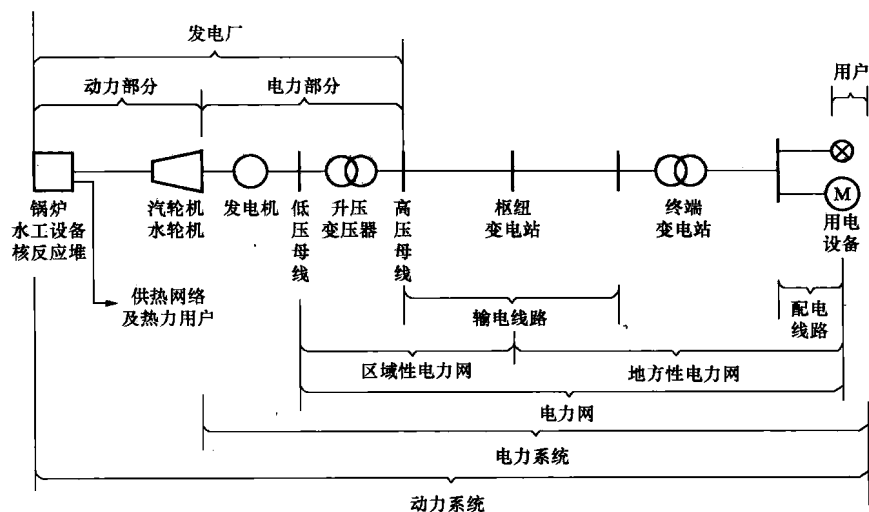 发电厂
动力部分
电力部分
用户
锅炉
水工设备
核反应堆
汽轮机
水轮机
发电机
低压母线
升压
变压器
高压母线
枢纽
变电站
终端
变电站
M
用电
设备
供热网络
及热力用户
输电线路
配电
线路
区域性电力网
地方性电力网
电力网
电力系统
动力系统